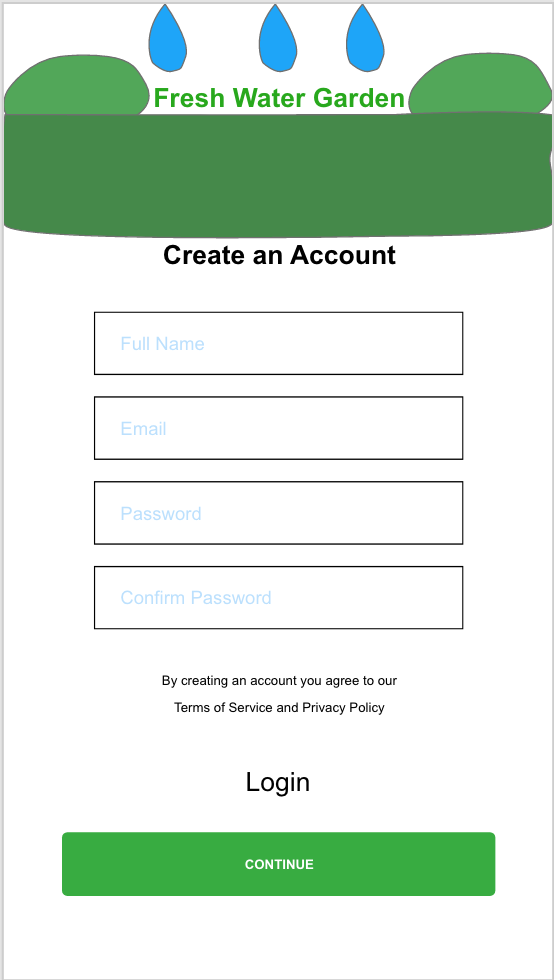 Fresh Water Garden
Create an Account
Full Name
Email
Password
Confirm Password
By creating an account you agree to our
Terms of Service and Privacy Policy
Login
CONTINUE